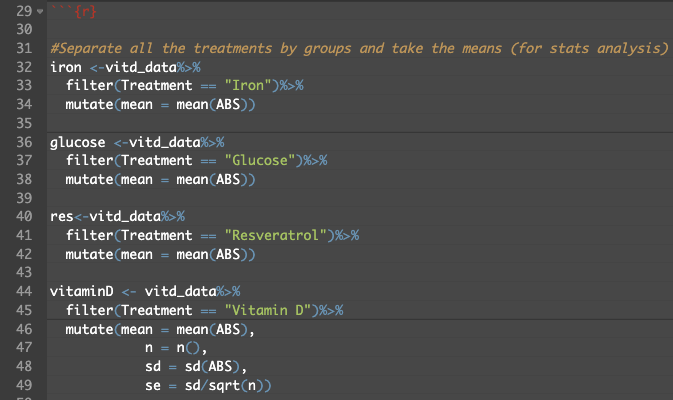 29 ```{r}
30
31 #Separate all the treatments by groups and take the means (for stats analysis)
32 iron <-vitd_data%>%
33   filter(Treatment == "Iron")%>%
34   mutate(mean = mean(ABS))
35
36 glucose <-vitd_data%>%
37   filter(Treatment == "Glucose")%>%
38   mutate(mean = mean(ABS))
39
40 res<-vitd_data%>%
41   filter(Treatment == "Resveratrol")%>%
42   mutate(mean = mean(ABS))
43
44 vitaminD <- vitd_data%>%
45   filter(Treatment == "Vitamin D")%>%
46   mutate(mean = mean(ABS),
47             n = n(),
48             sd = sd(ABS),
49             se = sd/sqrt(n))